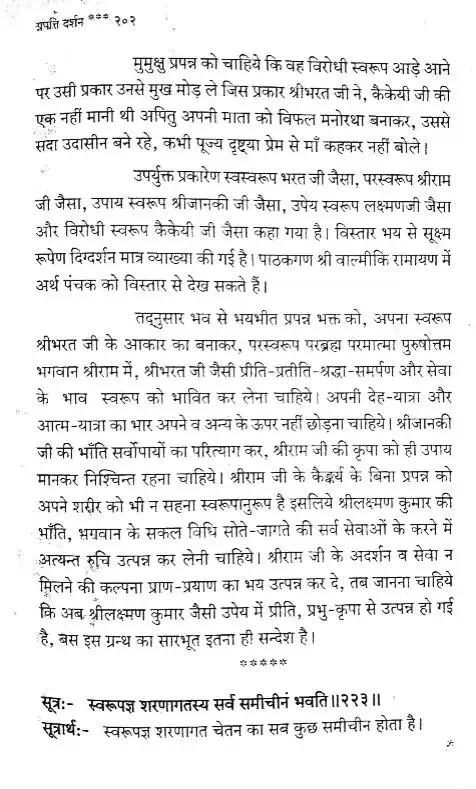 प्रपत्ति दर्शन *** २०२
मुमुक्षु प्रपन्न को चाहिये कि वह विरोधी स्वरूप आड़े आने
पर उसी प्रकार उनसे मुख मोड़ ले जिस प्रकार श्रीभरत जी ने, कैकेयी जी की
एक नहीं मानी थी अपितु अपनी माता को विफल मनोरथा बनाकर, उससे
सदा उदासीन बने रहे, कभी पूज्य दृष्ट्या प्रेम से माँ कहकर नहीं बोले।
उपर्युक्त प्रकारेण स्वस्वरूप भरत जी जैसा, परस्वरूप श्रीराम
जी जैसा, उपाय स्वरूप श्रीजानकी जी जैसा, उपेय स्वरूप लक्ष्मणजी जैसा
और विरोधी स्वरूप कैकेयी जी जैसा कहा गया है। विस्तार भय से सूक्ष्म
रूपेण दिग्दर्शन मात्र व्याख्या की गई है। पाठकगण श्री वाल्मीकि रामायण में
अर्थ पंचक को विस्तार से देख सकते हैं।
तद्नुसार भव से भयभीत प्रपन्न भक्त को, अपना स्वरूप
श्रीभरत जी के आकार का बनाकर, परस्वरूप परब्रह्म परमात्मा पुरुषोत्तम
भगवान श्रीराम में, श्रीभरत जी जैसी प्रीति-प्रतीति-श्रद्धा-समर्पण और सेवा
के भाव स्वरूप को भावित कर लेना चाहिये। अपनी देह-यात्रा और
आत्म-यात्रा का भार अपने व अन्य के ऊपर नहीं छोड़ना चाहिये। श्रीजानकी
जी की भाँति सर्वोपायों का परित्याग कर, श्रीराम जी की कृपा को ही उपाय
मानकर निश्चिन्त रहना चाहिये। श्रीराम जी के कैङ्कर्य के बिना प्रपन्न को
अपने शरीर को भी न सहना स्वरूपानुरूप है इसलिये श्रीलक्ष्मण कुमार की
भाँति, भगवान के सकल विधि सोते-जागते की सर्व सेवाओं के करने में
अत्यन्त रुचि उत्पन्न कर लेनी चाहिये। श्रीराम जी के अदर्शन व सेवा न
मिलने की कल्पना प्राण-प्रयाण का भय उत्पन्न कर दे, तब जानना चाहिये
कि अब श्रीलक्ष्मण कुमार जैसी उपेय में प्रीति, प्रभु-कृपा से उत्पन्न हो गई
है, बस इस ग्रन्थ का सारभूत इतना ही सन्देश है।
*****
सूत्र:- स्वरूपज्ञ शरणागतस्य सर्व समीचीनं भवति॥२२३॥
सूत्रार्थ:- स्वरूपज्ञ शरणागत चेतन का सब कुछ समीचीन होता है।